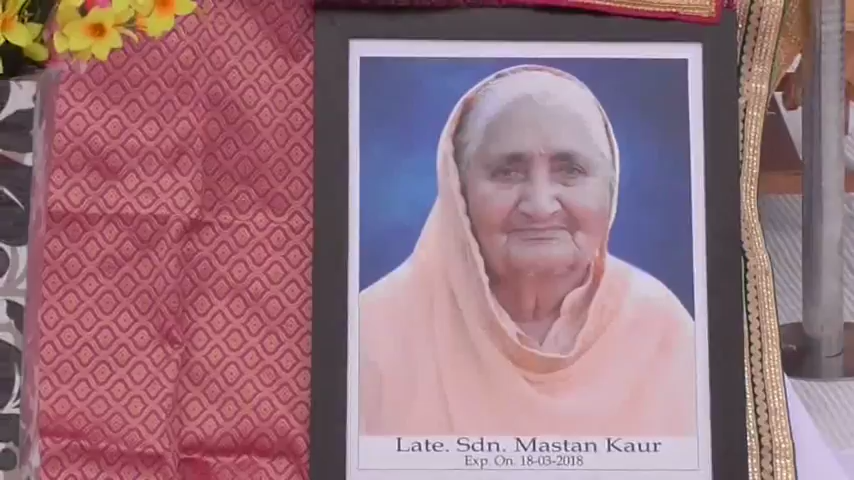 Late. Sdn. Mastan Kaur
Exp On. 18-03-2018